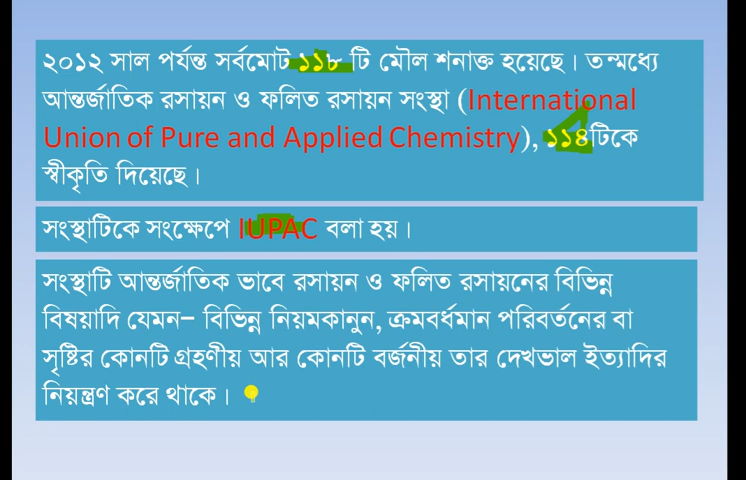 ২০১২ সাল পর্যন্ত সর্বমোট ১১৮ টি মৌল শনাক্ত হয়েছে। তন্মধ্যে
আন্তর্জাতিক রসায়ন ও ফলিত রসায়ন সংস্থা (International
Union of Pure and Applied Chemistry), ১১৪টিকে
স্বীকৃতি দিয়েছে।
সংস্থাটিকে সংক্ষেপে IUPAC বলা হয়।
সংস্থাটি আন্তর্জাতিক ভাবে রসায়ন ও ফলিত রসায়নের বিভিন্ন
বিষয়াদি যেমন– বিভিন্ন নিয়মকানুন, ক্রমবর্ধমান পরিবর্তনের বা
সৃষ্টির কোনটি গ্রহণীয় আর কোনটি বর্জনীয় তার দেখভাল ইত্যাদির
নিয়ন্ত্রণ করে থাকে।